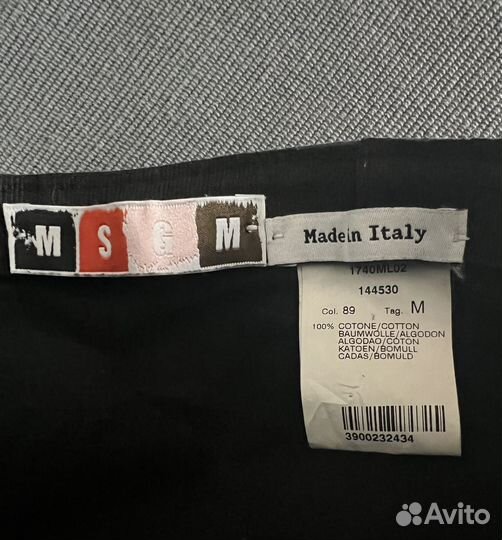 M S G M
Made in Italy
1740ML02
144530
Col. 89 Tag. M
100% COTONE/COTTON
BAUMWOLLE/ALGODON
ALGODAO/COTON
KATOEN/BOMULL
CADAS/BOMULD
3900232434
Avito